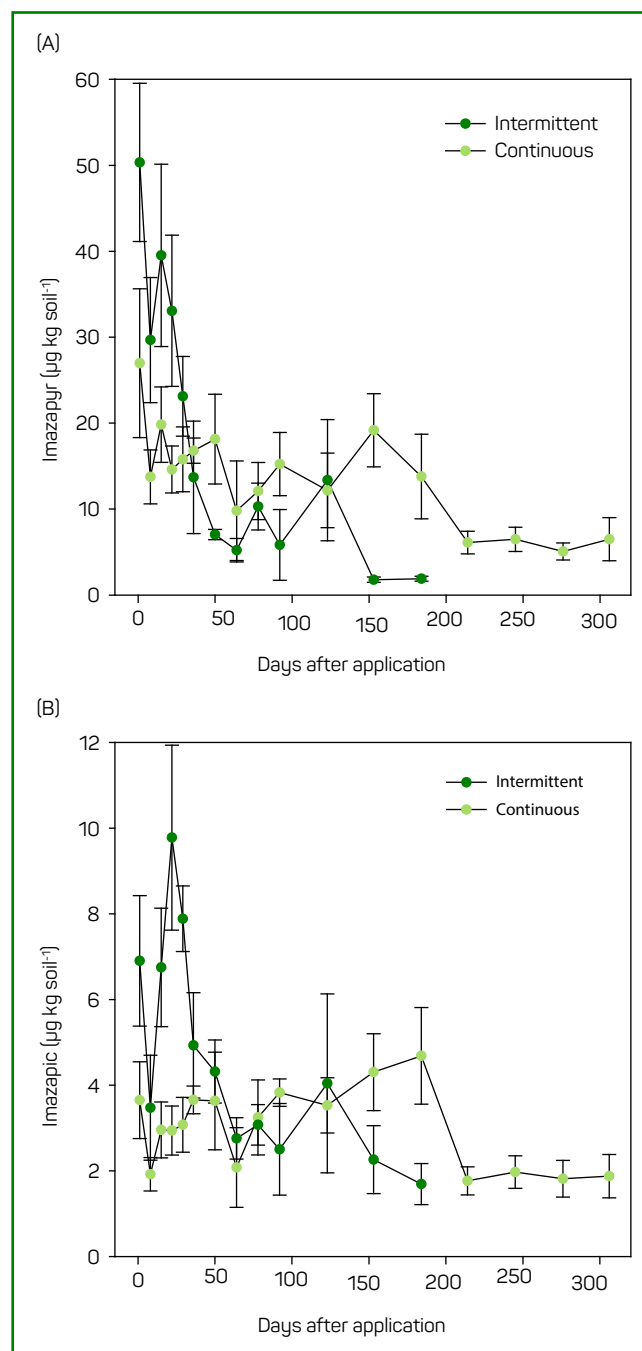 (A)
60
50
40
30
20
10
0
Imazapyr (µg kg soil⁻¹)
Intermittent
Continuous
0 50 100 150 200 250 300
Days after application
(B)
12
10
8
6
4
2
0
Imazapic (µg kg soil⁻¹)
Intermittent
Continuous
0 50 100 150 200 250 300
Days after application